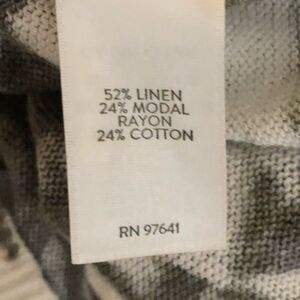 52% LINEN
24% MODAL
RAYON
24% COTTON
RN 97641